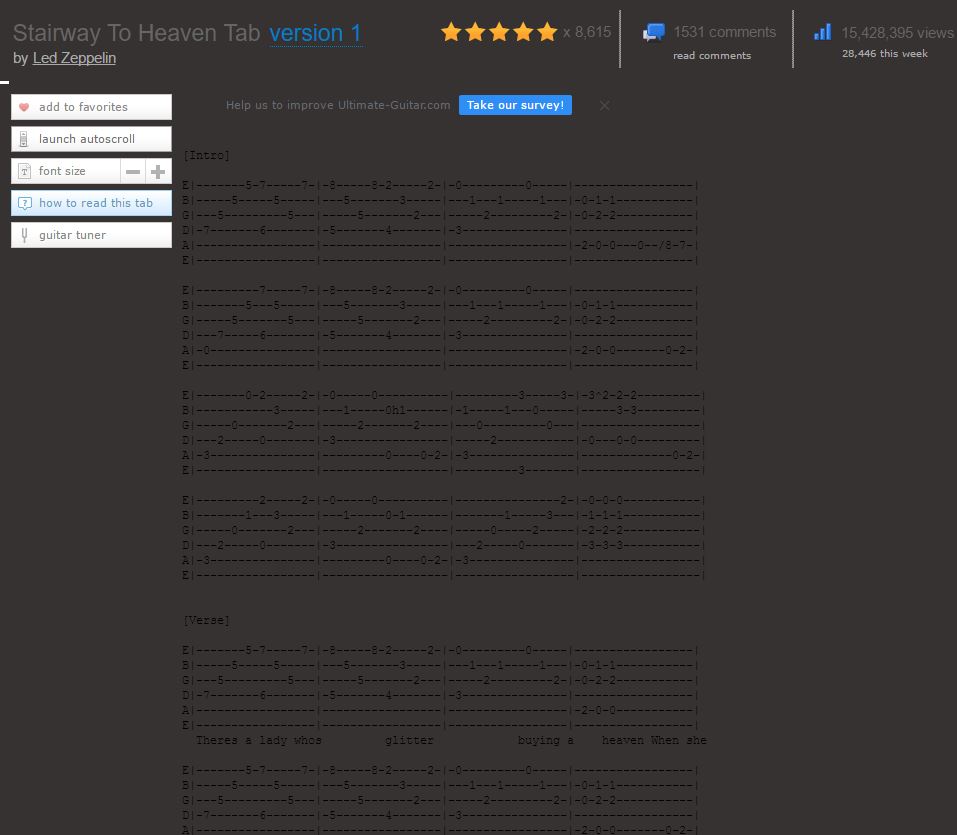 Stairway To Heaven Tab version 1
by Led Zeppelin
x 8,615
1531 comments
read comments
15,428,395 views
28,446 this week
add to favorites
launch autoscroll
font size
how to read this tab
guitar tuner
Help us to improve Ultimate-Guitar.com Take our survey!
[Intro]
E|-------5-7-----7-|-8-----8-2-----2-|-0---------0-----|-----------------|
B|-----5-----5-----|---5-------3-----|---1---1-----1---|-0-1-1-----------|
G|---5---------5---|-----5-------2---|-----2---------2-|-0-2-2-----------|
D|-7-------6-------|-5-------4-------|-3---------------|-----------------|
A|-----------------|-----------------|-----------------|-2-0-0---0--/8-7-|
E|-----------------|-----------------|-----------------|-----------------|
E|---------7-----7-|-8-----8-2-----2-|-0---------0-----|-----------------|
B|-------5---5-----|---5-------3-----|---1---1-----1---|-0-1-1-----------|
G|-----5-------5---|-----5-------2---|-----2---------2-|-0-2-2-----------|
D|---7-----6-------|-5-------4-------|-3---------------|-----------------|
A|-0---------------|-----------------|-----------------|-2-0-0-------0-2-|
E|-----------------|-----------------|-----------------|-----------------|
E|-------0-2-----2-|-0-----0----------|---------3-----3-|-3^2-2-2---------|
B|-----------3-----|---1-----0h1------|-1-----1---0-----|-----3-3---------|
G|-----0-------2---|-----2-------2----|---0---------0---|-----------------|
D|---2-----0-------|-3----------------|-----2-----------|-0---0-0---------|
A|-3---------------|---------0----0-2-|-3---------------|-------------0-2-|
E|-----------------|------------------|---------3-------|-----------------|
E|---------2-----2-|-0-----0----------|---------------2-|-0-0-0-----------|
B|-------1---3-----|---1-----0-1------|-------1-----3---|-1-1-1-----------|
G|-----0-------2---|-----2-------2----|-----0-----2-----|-2-2-2-----------|
D|---2-----0-------|-3----------------|---2-----0-------|-3-3-3-----------|
A|-3---------------|---------0----0-2-|-3---------------|-----------------|
E|-----------------|------------------|-----------------|-----------------|
[Verse]
E|-------5-7-----7-|-8-----8-2-----2-|-0---------0-----|-----------------|
B|-----5-----5-----|---5-------3-----|---1---1-----1---|-0-1-1-----------|
G|---5---------5---|-----5-------2---|-----2---------2-|-0-2-2-----------|
D|-7-------6-------|-5-------4-------|-3---------------|-----------------|
A|-----------------|-----------------|-----------------|-2-0-0-----------|
E|-----------------|-----------------|-----------------|-----------------|
Theres a lady whos glitter buying a heaven When she
E|-------5-7-----7-|-8-----8-2-----2-|-0---------0-----|-----------------|
B|-----5-----5-----|---5-------3-----|---1---1-----1---|-0-1-1-----------|
G|---5---------5---|-----5-------2---|-----2---------2-|-0-2-2-----------|
D|-7-------6-------|-5-------4-------|-3---------------|-----------------|
A|-----------------|-----------------|-----------------|-2-0-0-------0-2-|